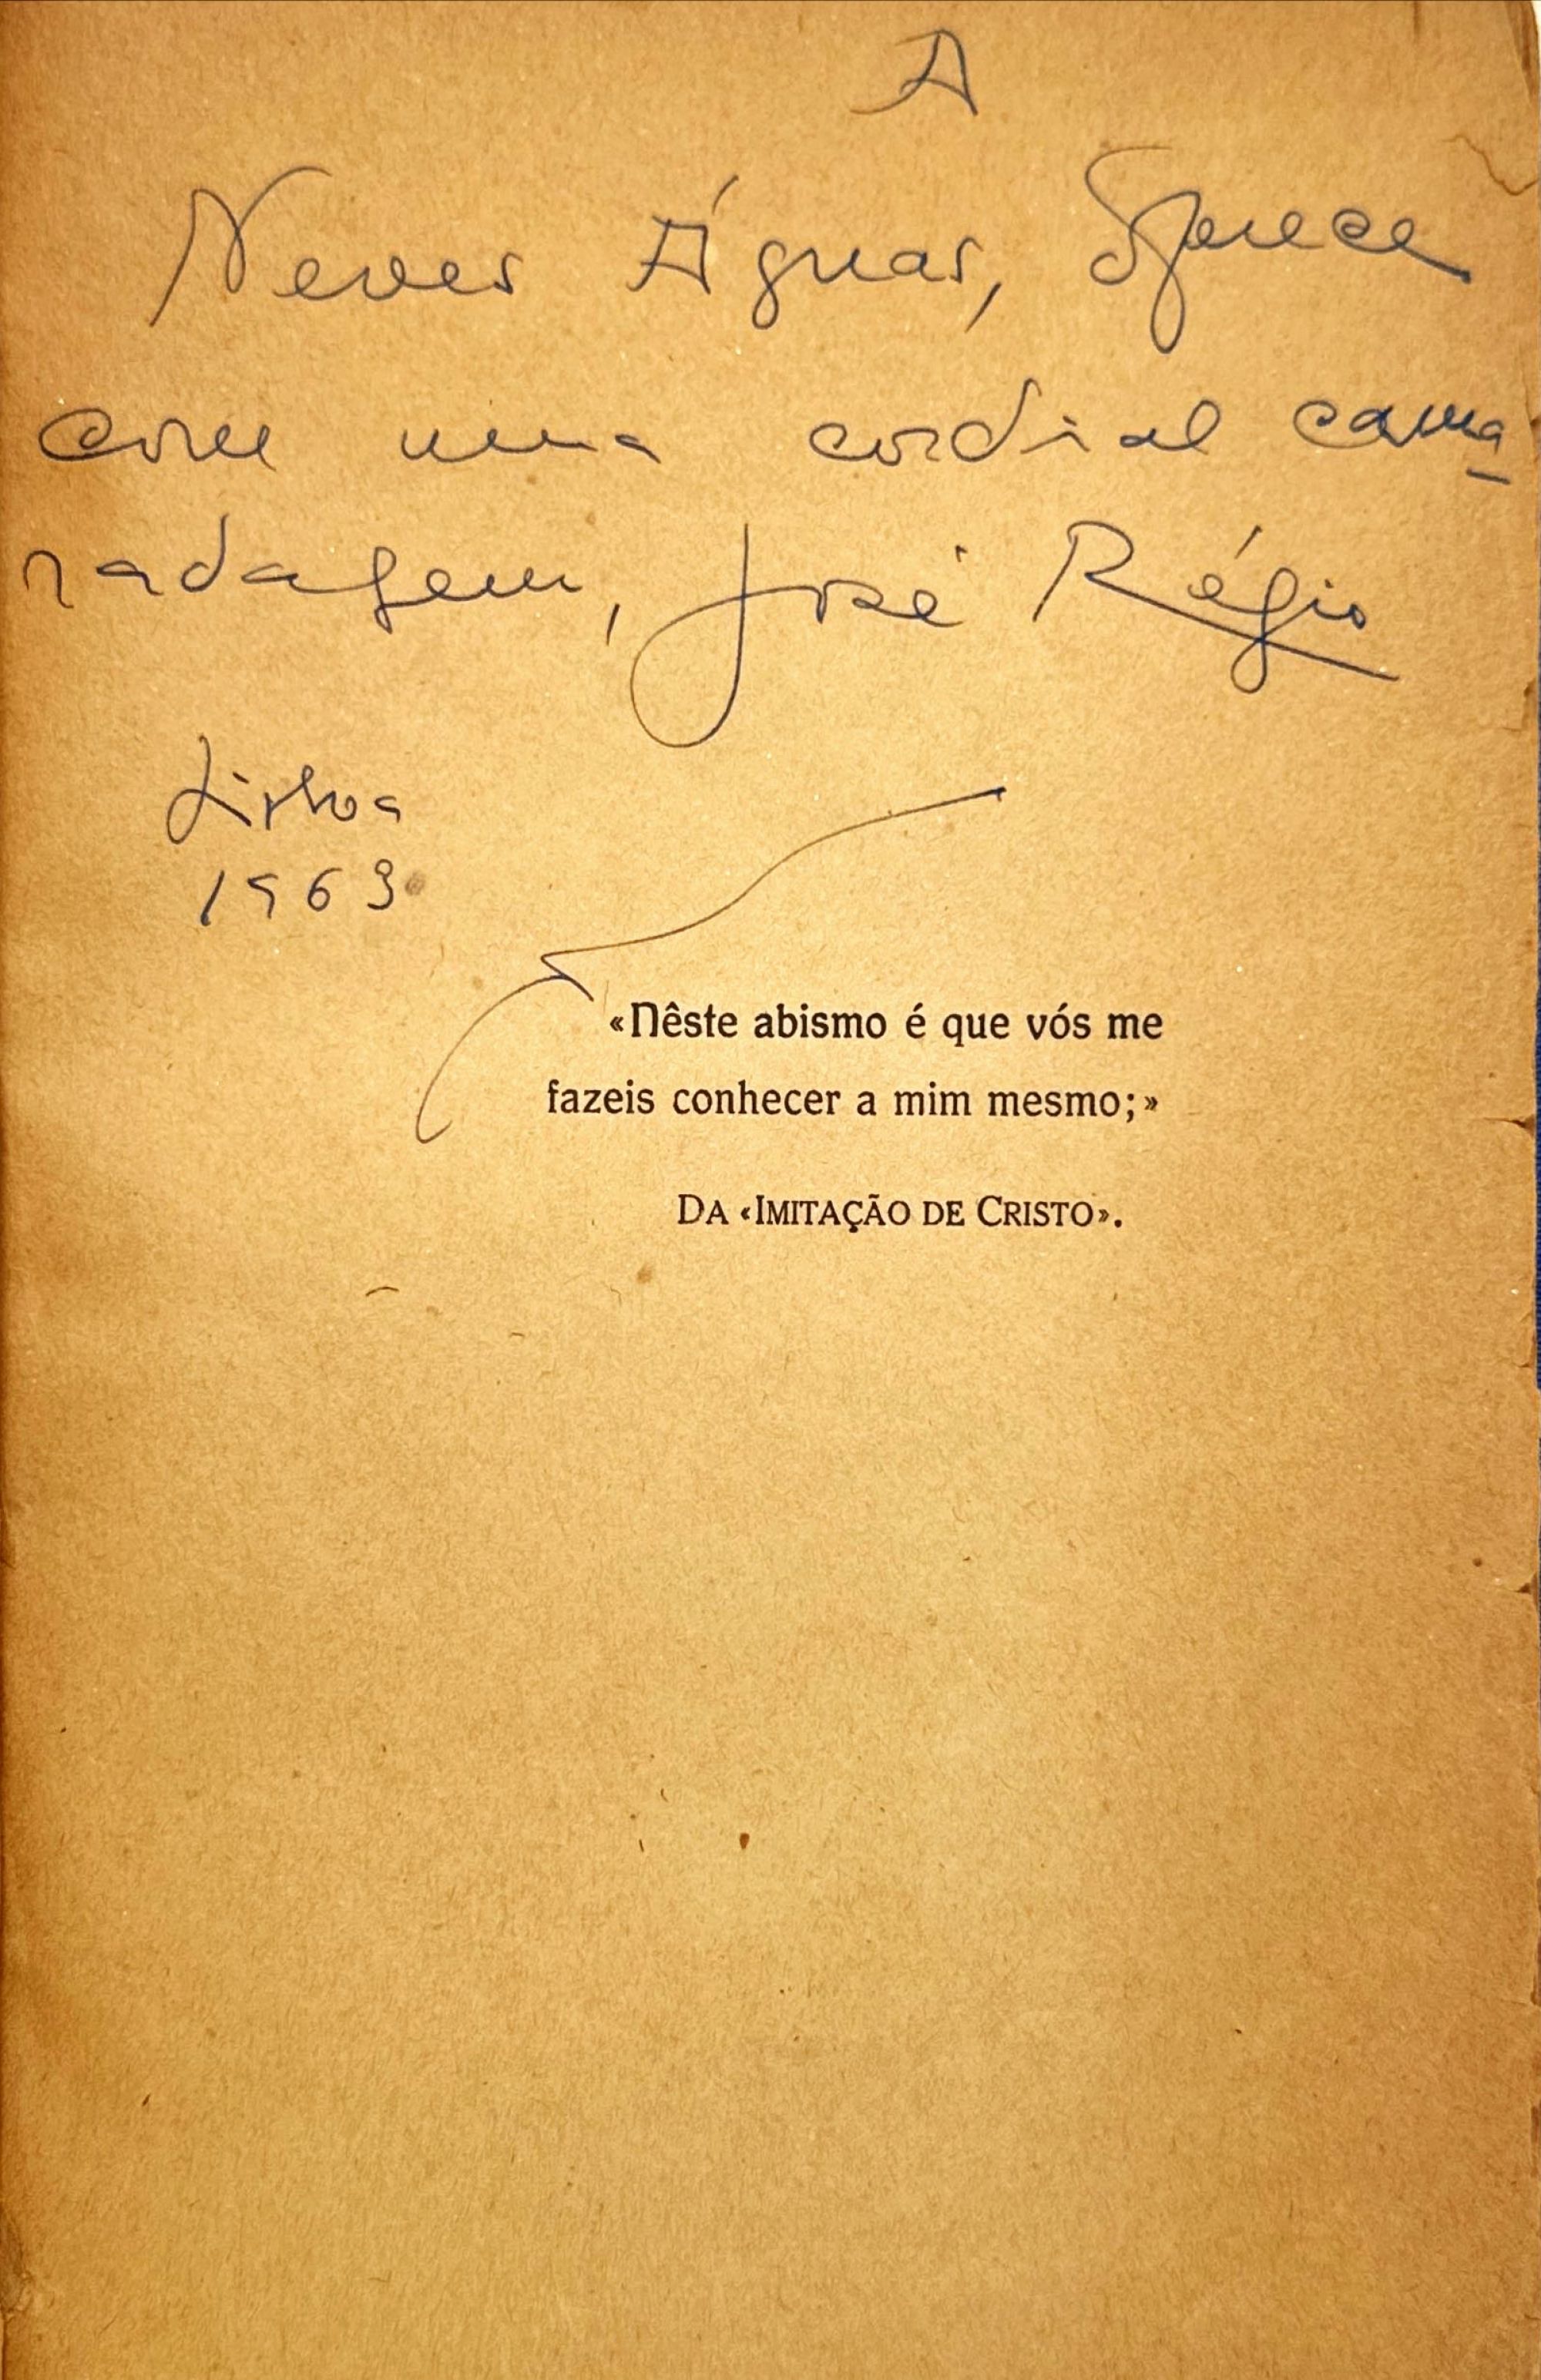 A
Neves Águas, Oferece
com uma cordial cama-
radagem, José Régio
Lisboa
1963
«Nêste abismo é que vós me
fazeis conhecer a mim mesmo;»
DA «IMITAÇÃO DE CRISTO».